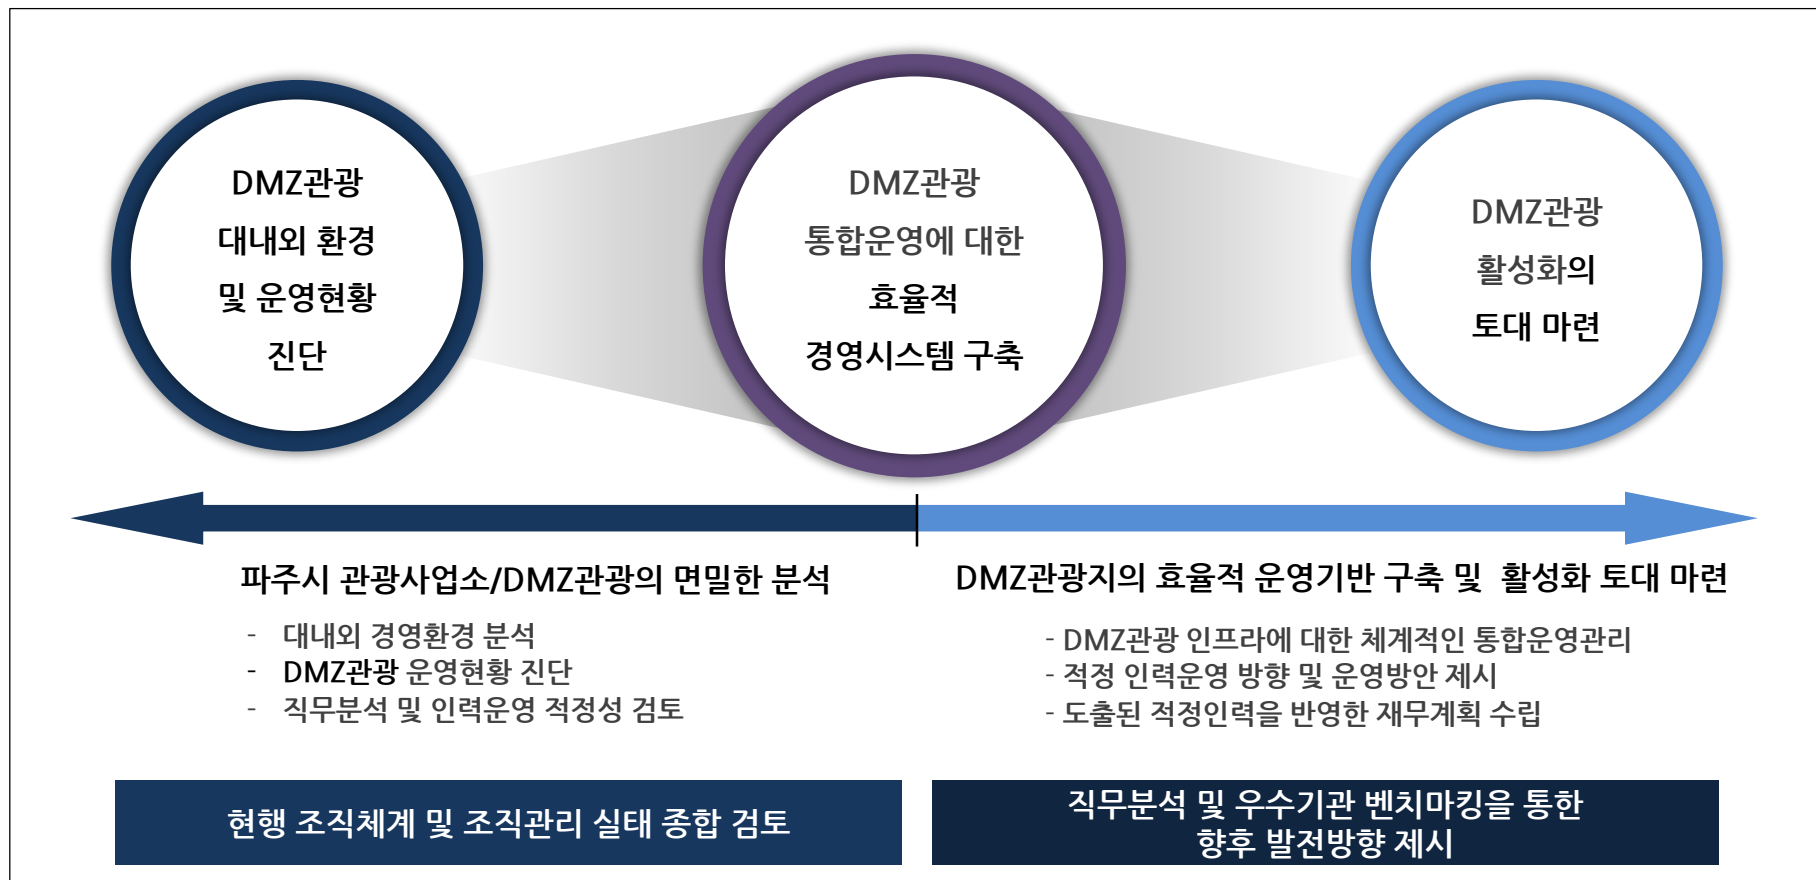 DMZ관광
대내외 환경
및 운영현황
진단
DMZ관광
통합운영에 대한
효율적
경영시스템 구축
DMZ관광
활성화의
토대 마련
파주시 관광사업소/DMZ관광의 면밀한 분석
- 대내외 경영환경 분석
- DMZ관광 운영현황 진단
- 직무분석 및 인력운영 적정성 검토
DMZ관광지의 효율적 운영기반 구축 및 활성화 토대 마련
- DMZ관광 인프라에 대한 체계적인 통합운영관리
- 적정 인력운영 방향 및 운영방안 제시
- 도출된 적정인력을 반영한 재무계획 수립
현행 조직체계 및 조직관리 실태 종합 검토
직무분석 및 우수기관 벤치마킹을 통한
향후 발전방향 제시